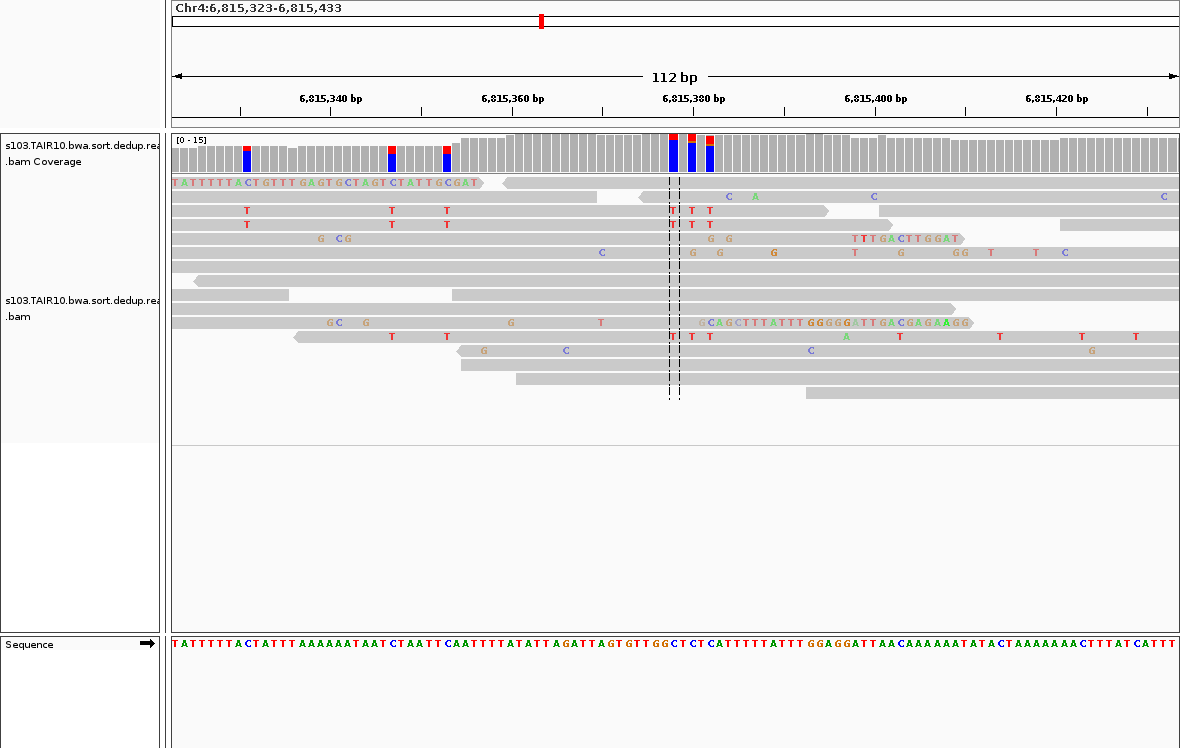 Chr4:6,815,323-6,815,433
112 bp
6,815,340 bp 6,815,360 bp 6,815,380 bp 6,815,400 bp 6,815,420 bp
s103.TAIR10.bwa.sort.dedup.rea
.bam Coverage
[0 - 15]
TATTTTTACTGTTTGAGTGCTAGTCTATTGCGAT
C A C C
T T T T T T
T T T T T T
G C G G G T T T G A C T T G G A T
C G G G T G G G T T C
s103.TAIR10.bwa.sort.dedup.rea
.bam
G C G G T GCAGCTTTATTTGGGGGATTGACGAGAAGG
T T T T T A T T T T
G C C G
Sequence
TATTTTTACTATTTAAAAAATAATCTAATTCAATTTTATATTAGATTAGTGTTGGCTCTCATTTTTATTTGGAGGATTAACAAAAAATATACTAAAAAAACTTTATCATTT